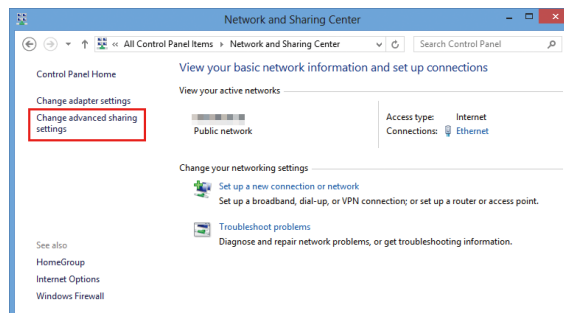 Network and Sharing Center
« All Control Panel Items Network and Sharing Center
Search Control Panel
Control Panel Home
Change adapter settings
Change advanced sharing
settings
View your basic network information and set up connections
View your active networks
Public network
Access type: Internet
Connections: Ethernet
Change your networking settings
Set up a new connection or network
Set up a broadband, dial-up, or VPN connection; or set up a router or access point.
Troubleshoot problems
Diagnose and repair network problems, or get troubleshooting information.
See also
HomeGroup
Internet Options
Windows Firewall